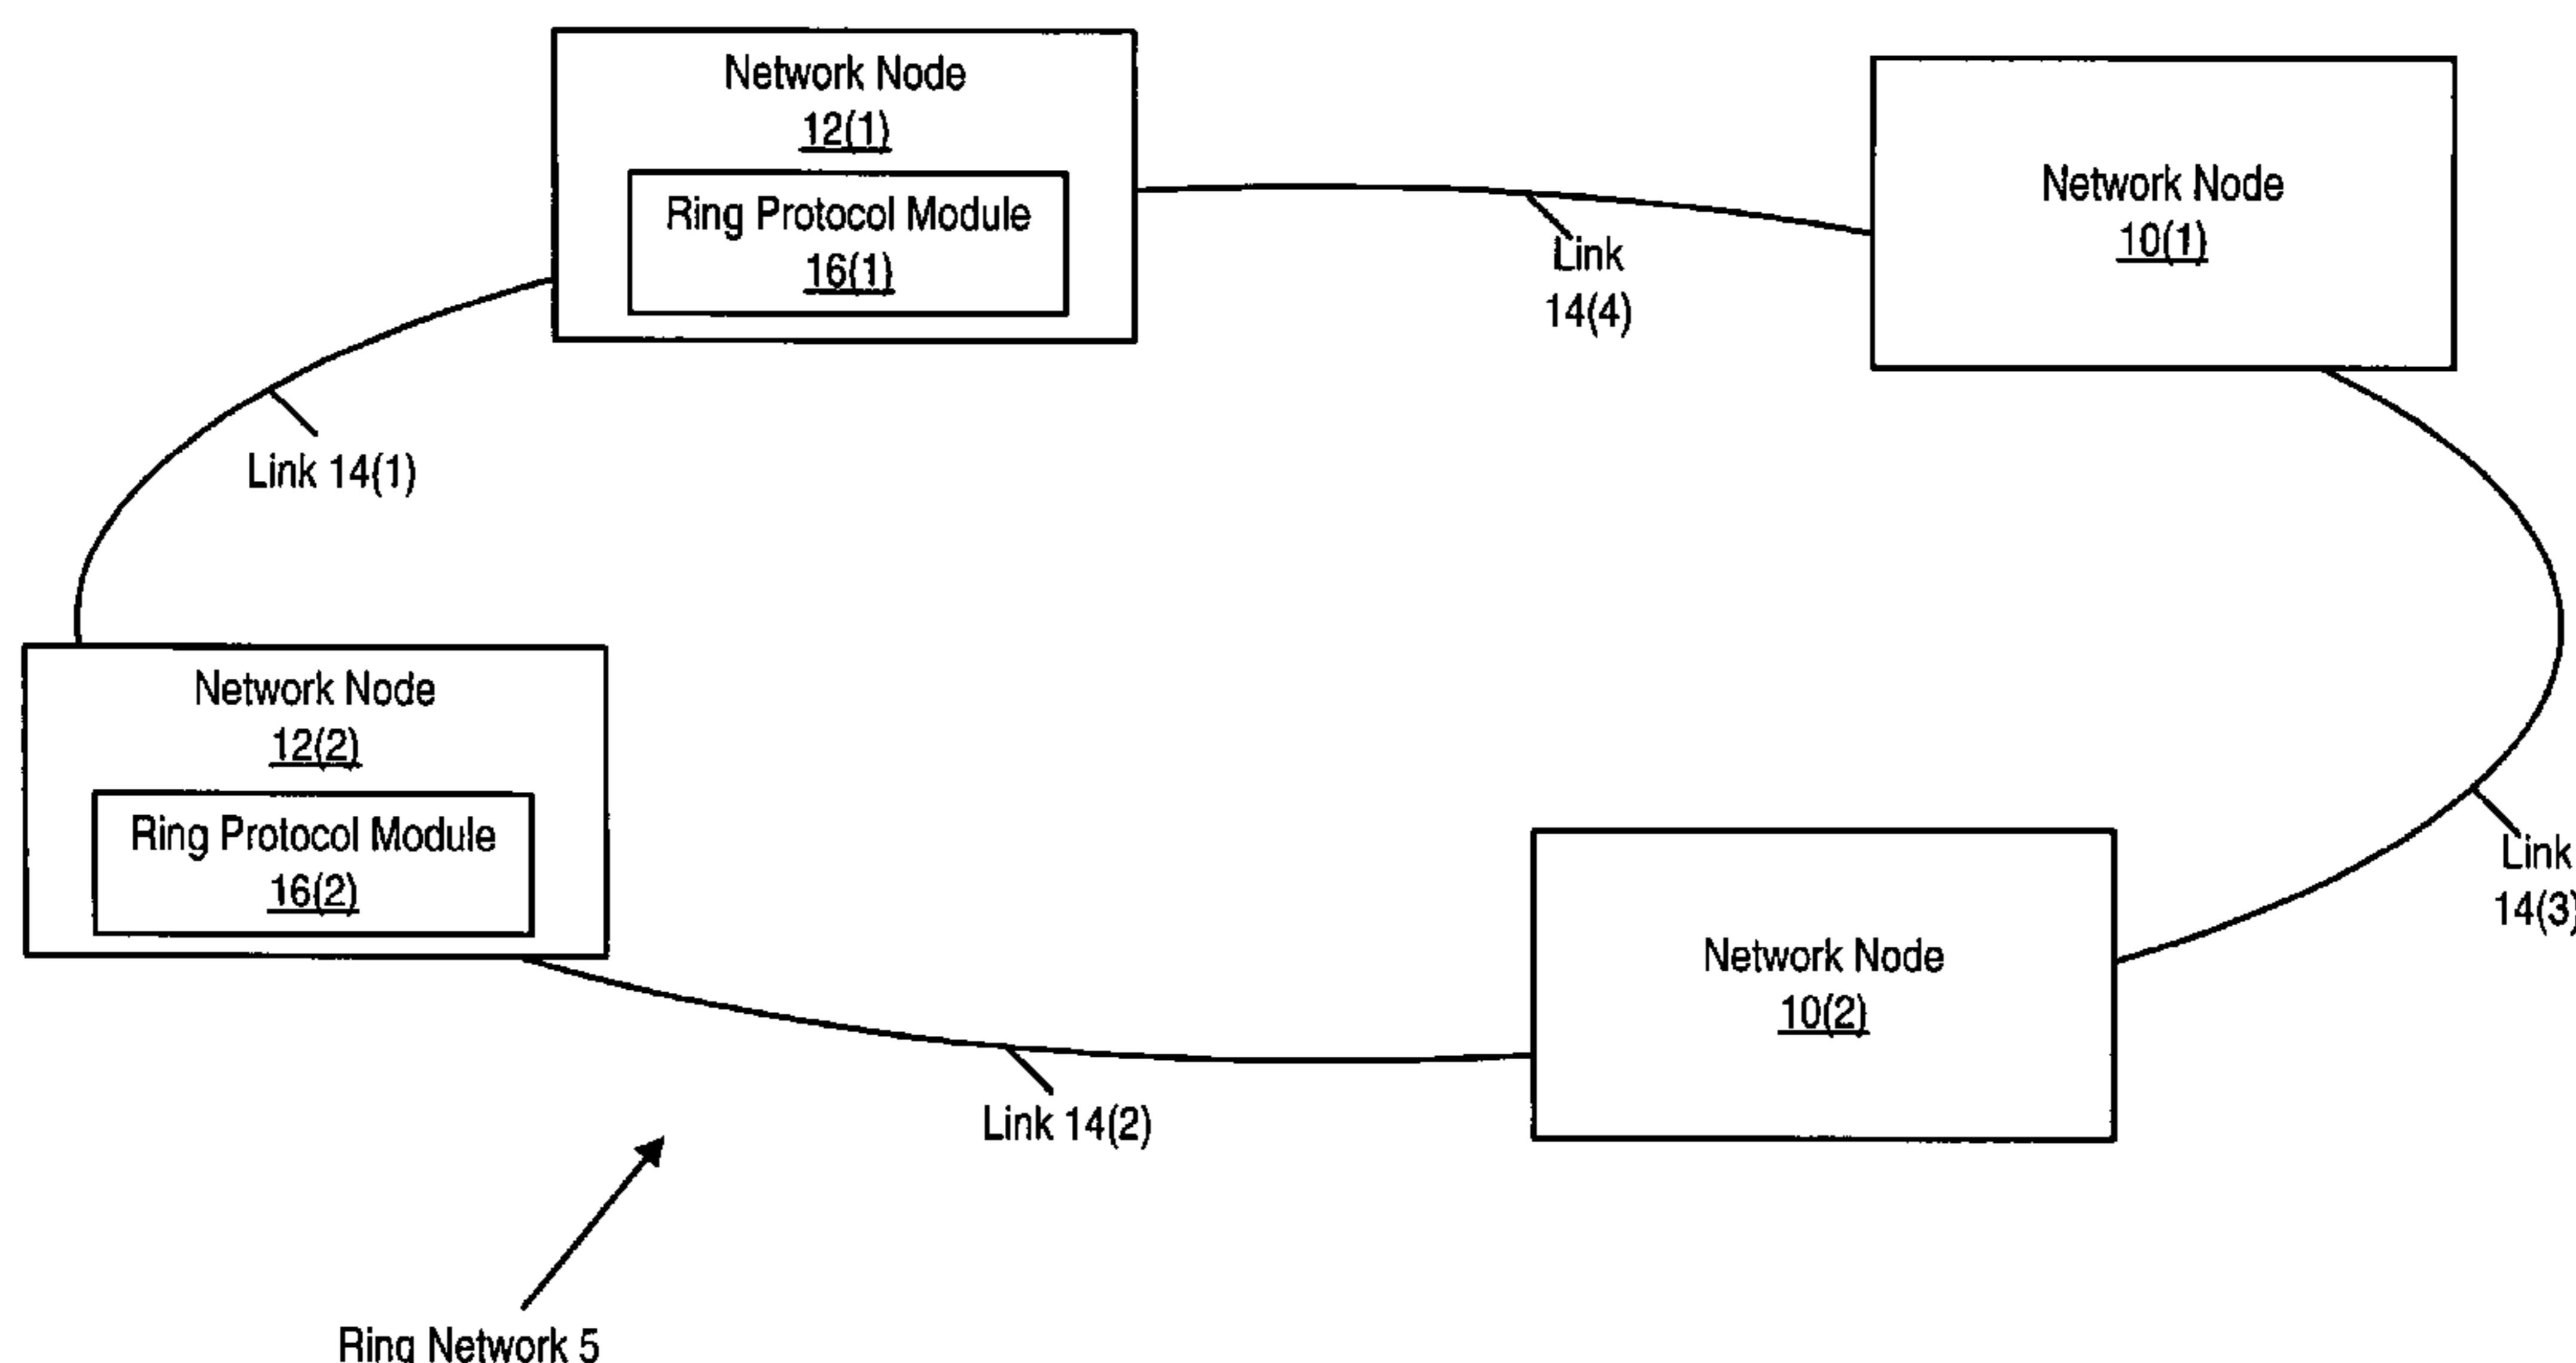 Network Node
12(1)
Ring Protocol Module
16(1)
Network Node
10(1)
Link
14(4)
Link 14(1)
Network Node
12(2)
Ring Protocol Module
16(2)
Link
14(3)
Network Node
10(2)
Link 14(2)
Ring Network 5